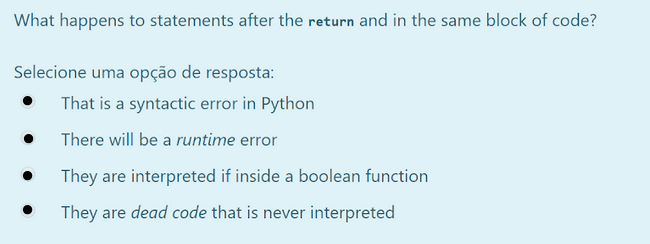 What happens to statements after the return and in the same block of code?
Selecione uma opção de resposta:
That is a syntactic error in Python
There will be a runtime error
They are interpreted if inside a boolean function
They are dead code that is never interpreted